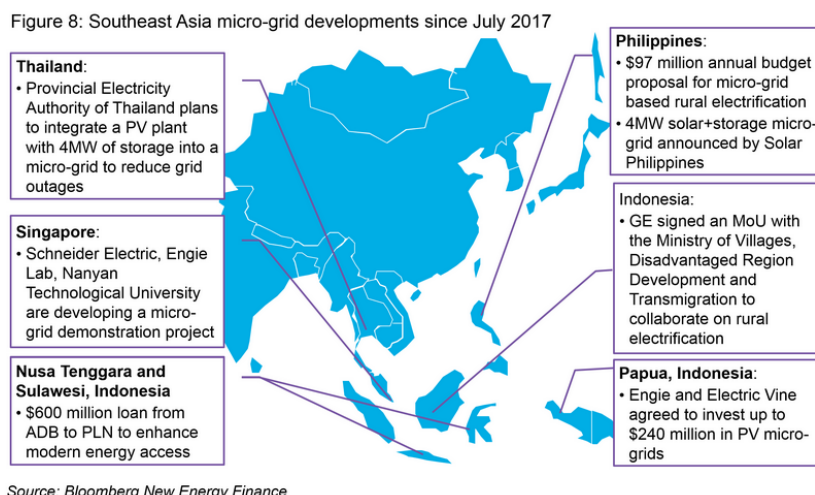 Figure 8: Southeast Asia micro-grid developments since July 2017
Thailand:
• Provincial Electricity
Authority of Thailand plans
to integrate a PV plant
with 4MW of storage into a
micro-grid to reduce grid
outages
Singapore:
• Schneider Electric, Engie
Lab, Nanyan
Technological University
are developing a micro-
grid demonstration project
Nusa Tenggara and
Sulawesi, Indonesia
• $600 million loan from
ADB to PLN to enhance
modern energy access
Philippines:
• $97 million annual budget
proposal for micro-grid
based rural electrification
• 4MW solar+storage micro-
grid announced by Solar
Philippines
Indonesia:
• GE signed an MoU with
the Ministry of Villages,
Disadvantaged Region
Development and
Transmigration to
collaborate on rural
electrification
Papua, Indonesia:
• Engie and Electric Vine
agreed to invest up to
$240 million in PV micro-
grids
Source: Bloomberg New Energy Finance